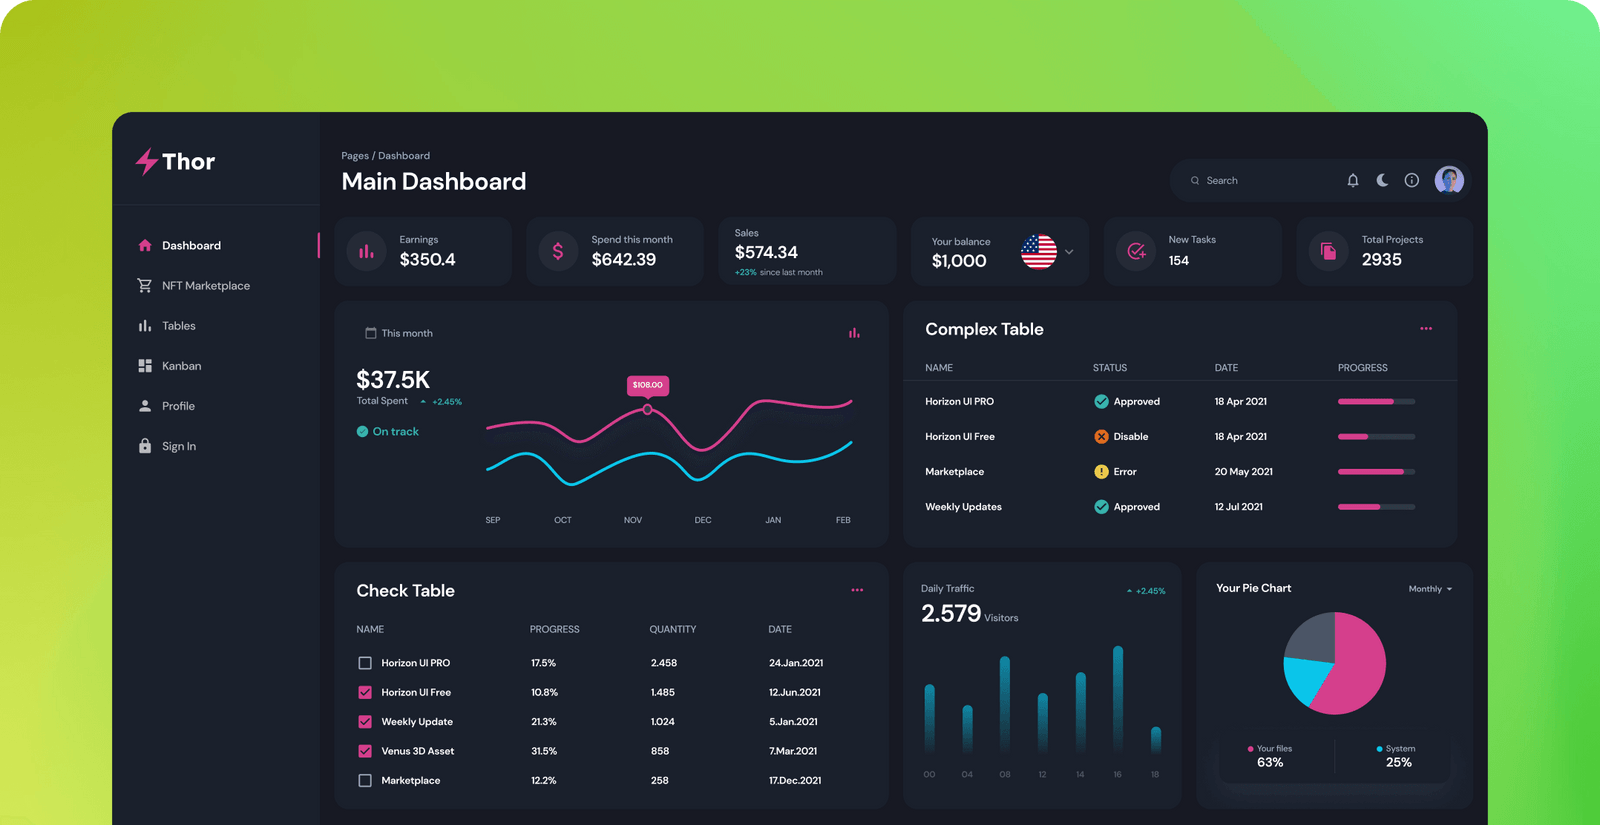 Thor
Dashboard
NFT Marketplace
Tables
Kanban
Profile
Sign In
Pages / Dashboard
Main Dashboard
Search
Earnings
$350.4
Spend this month
$642.39
Sales
$574.34
+23% since last month
Your balance
$1,000
New Tasks
154
Total Projects
2935
This month
$37.5K
Total Spent +2.45%
On track
$108.00
SEP OCT NOV DEC JAN FEB
Complex Table
NAME STATUS DATE PROGRESS
Horizon UI PRO Approved 18 Apr 2021
Horizon UI Free Disable 18 Apr 2021
Marketplace Error 20 May 2021
Weekly Updates Approved 12 Jul 2021
Check Table
NAME PROGRESS QUANTITY DATE
Horizon UI PRO 17.5% 2.458 24.Jan.2021
Horizon UI Free 10.8% 1.485 12.Jun.2021
Weekly Update 21.3% 1.024 5.Jan.2021
Venus 3D Asset 31.5% 858 7.Mar.2021
Marketplace 12.2% 258 17.Dec.2021
Daily Traffic
+2.45%
2.579 Visitors
00 04 08 12 14 16 18
Your Pie Chart
Monthly
Your files
63%
System
25%